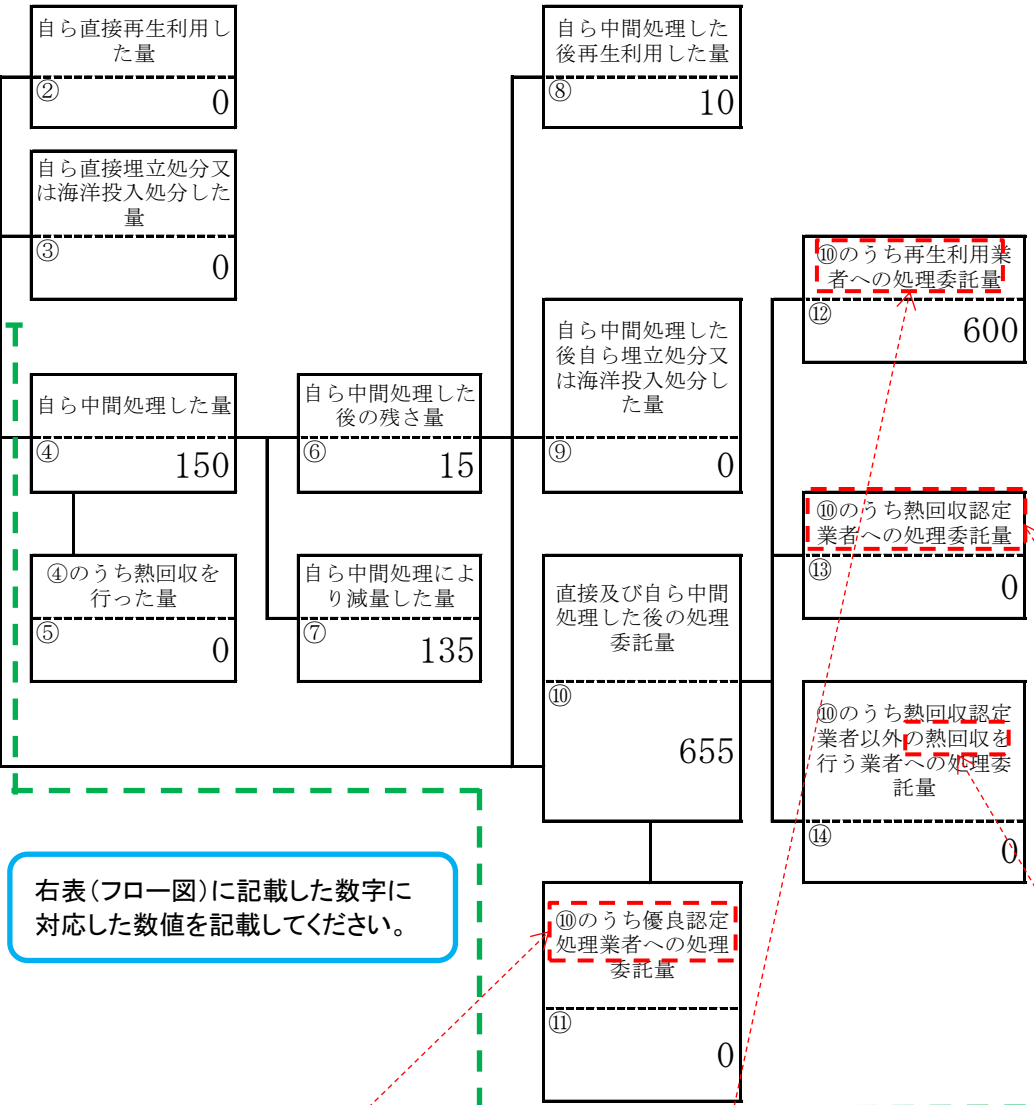 自ら直接再生利用し
た量
②
0
自ら直接埋立処分又
は海洋投入処分した
量
③
0
自ら中間処理した量
④
150
④のうち熱回収を
行った量
⑤
0
自ら中間処理した
後の残さ量
⑥
15
自ら中間処理によ
り減量した量
⑦
135
自ら中間処理した
後再生利用した量
⑧
10
自ら中間処理した
後自ら埋立処分又
は海洋投入処分し
た量
⑨
0
直接及び自ら中間
処理した後の処理
委託量
⑩
655
⑩のうち優良認定
処理業者への処理
委託量
⑪
0
⑩のうち再生利用業
者への処理委託量
⑫
600
⑩のうち熱回収認定
業者への処理委託量
⑬
0
⑩のうち熱回収認定
業者以外の熱回収を
行う業者への処理委
託量
⑭
0
右表(フロー図)に記載した数字に
対応した数値を記載してください。